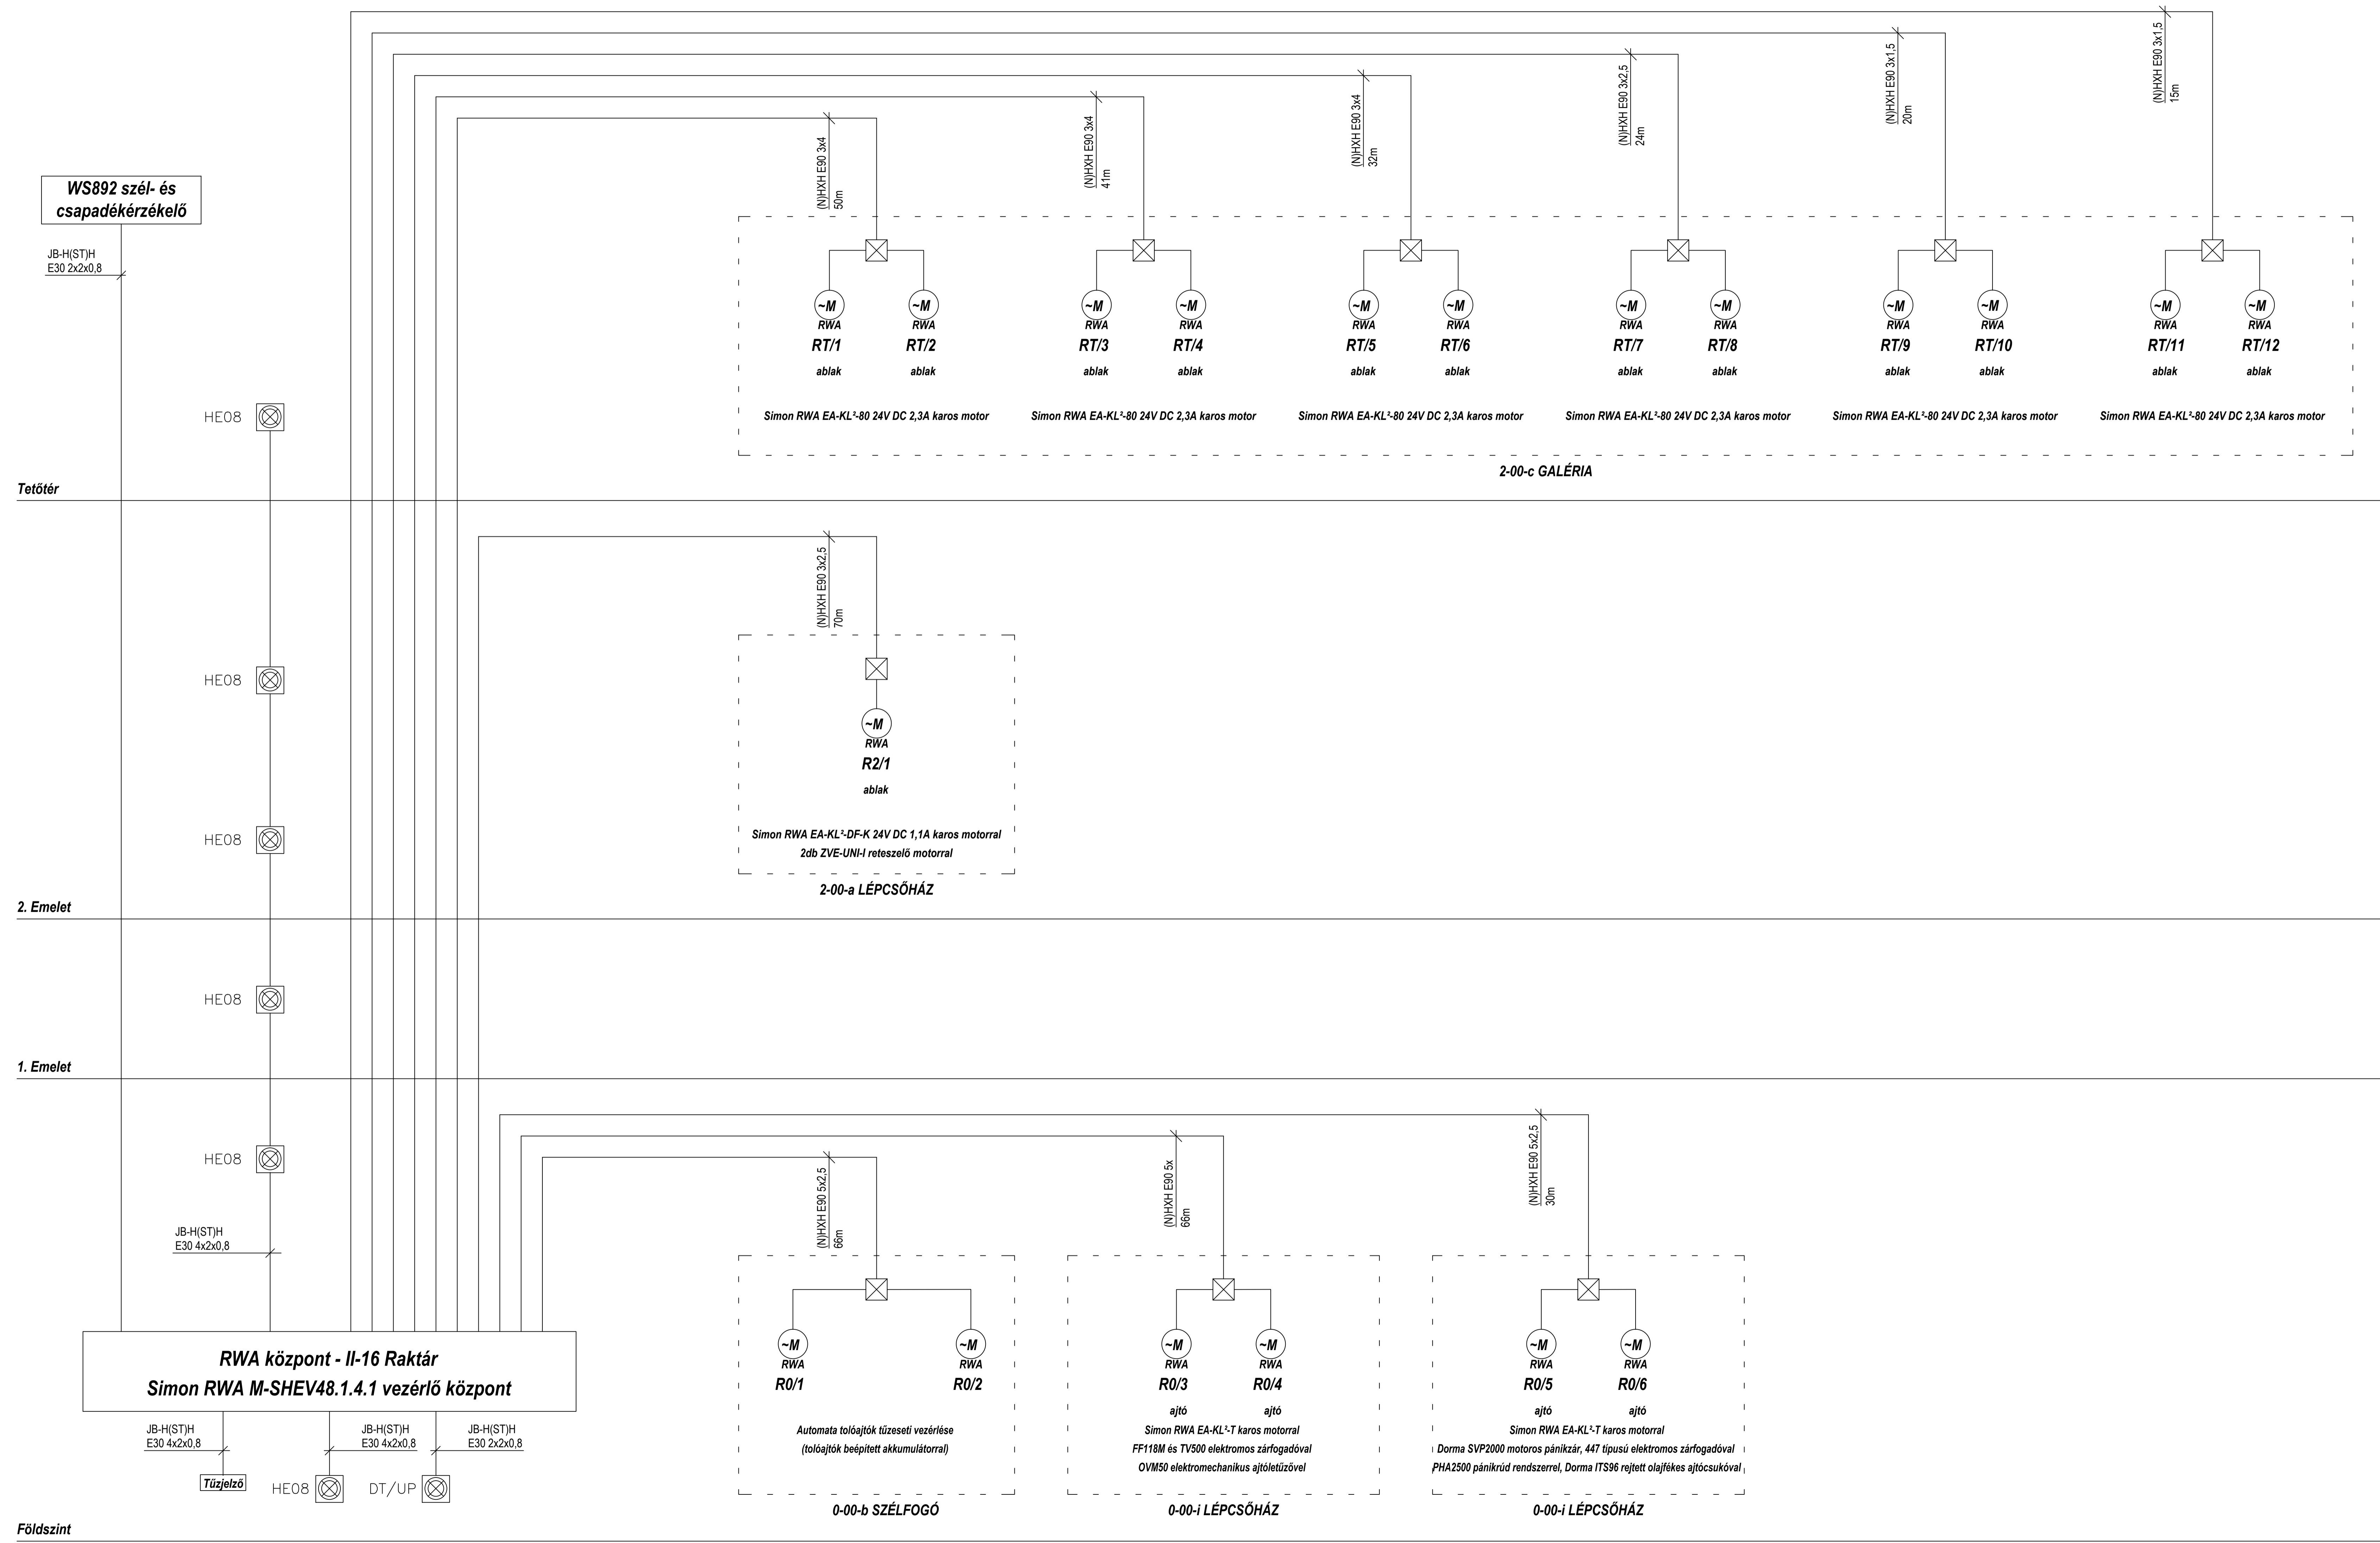 (N)HXH E90 3x4
50m
(N)HXH E90 3x4
41m
(N)HXH E90 3x4
32m
(N)HXH E90 3x2,5
24m
(N)HXH E90 3x1,5
20m
(N)HXH E90 3x1,5
15m
WS892 szél- és
csapadékérzékelő
JB-H(ST)H
E30 2x2x0,8
~M
RWA
RT/1
ablak
~M
RWA
RT/2
ablak
Simon RWA EA-KL²-80 24V DC 2,3A karos motor
~M
RWA
RT/3
ablak
~M
RWA
RT/4
ablak
Simon RWA EA-KL²-80 24V DC 2,3A karos motor
~M
RWA
RT/5
ablak
~M
RWA
RT/6
ablak
Simon RWA EA-KL²-80 24V DC 2,3A karos motor
~M
RWA
RT/7
ablak
~M
RWA
RT/8
ablak
Simon RWA EA-KL²-80 24V DC 2,3A karos motor
~M
RWA
RT/9
ablak
~M
RWA
RT/10
ablak
Simon RWA EA-KL²-80 24V DC 2,3A karos motor
~M
RWA
RT/11
ablak
~M
RWA
RT/12
ablak
Simon RWA EA-KL²-80 24V DC 2,3A karos motor
2-00-c GALÉRIA
HE08
Tetőtér
(N)HXH E90 3x2,5
70m
HE08
~M
RWA
R2/1
ablak
Simon RWA EA-KL²-DF-K 24V DC 1,1A karos motorral
2db ZVE-UNI-I reteszelő motorral
2-00-a LÉPCSŐHÁZ
HE08
2. Emelet
HE08
1. Emelet
HE08
JB-H(ST)H
E30 4x2x0,8
(N)HXH E90 5x2,5
66m
(N)HXH E90 5x
66m
(N)HXH E90 5x2,5
30m
RWA központ - II-16 Raktár
Simon RWA M-SHEV48.1.4.1 vezérlő központ
JB-H(ST)H
E30 4x2x0,8
JB-H(ST)H
E30 4x2x0,8
JB-H(ST)H
E30 2x2x0,8
Tűzjelző
HE08
DT/UP
~M
RWA
R0/1
~M
RWA
R0/2
Automata tolóajtók tűzeseti vezérlése
(tolóajtók beépített akkumulátorral)
0-00-b SZÉLFOGÓ
~M
RWA
R0/3
ajtó
~M
RWA
R0/4
ajtó
Simon RWA EA-KL²-T karos motorral
FF118M és TV500 elektromos zárfogadóval
OVM50 elektromechanikus ajtóletűzővel
0-00-i LÉPCSŐHÁZ
~M
RWA
R0/5
ajtó
~M
RWA
R0/6
ajtó
Simon RWA EA-KL²-T karos motorral
Dorma SVP2000 motoros pánikzár, 447 típusú elektromos zárfogadóval
PHA2500 pánikrúd rendszerrel, Dorma ITS96 rejtett olajfékes ajtócsukóval
0-00-i LÉPCSŐHÁZ
Földszint